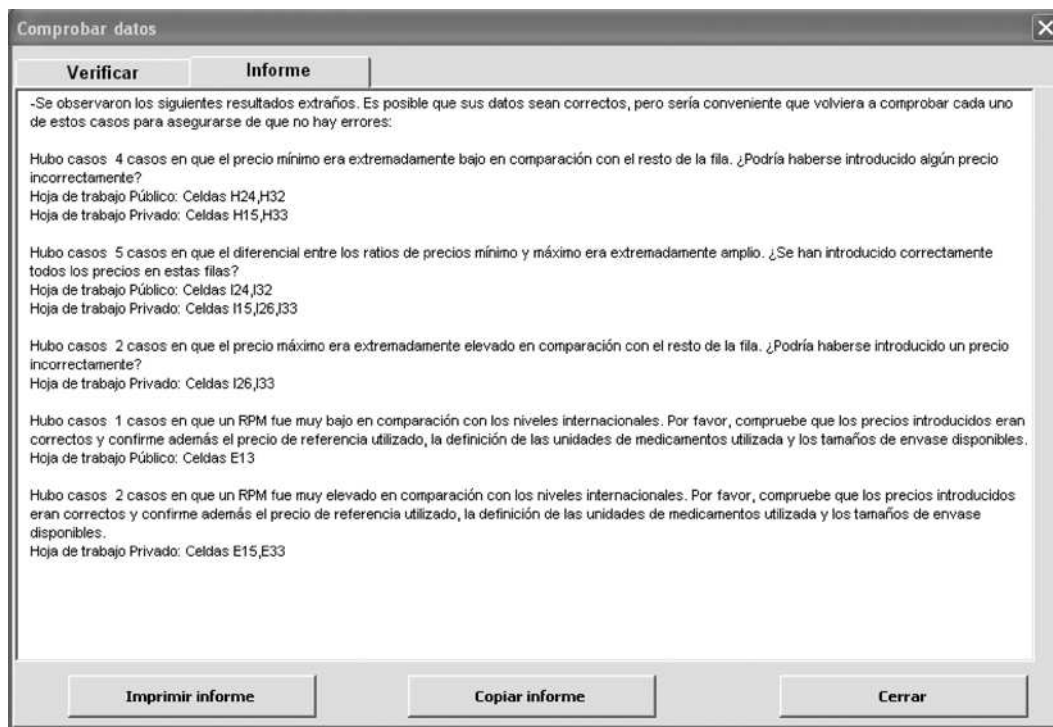 Comprobar datos
Verificar
Informe
-Se observaron los siguientes resultados extraños. Es posible que sus datos sean correctos, pero sería conveniente que volviera a comprobar cada uno
de estos casos para asegurarse de que no hay errores:
Hubo casos 4 casos en que el precio mínimo era extremadamente bajo en comparación con el resto de la fila. ¿Podría haberse introducido algún precio
incorrectamente?
Hoja de trabajo Público: Celdas H24,H32
Hoja de trabajo Privado: Celdas H15,H33
Hubo casos 5 casos en que el diferencial entre los ratios de precios mínimo y máximo era extremadamente amplio. ¿Se han introducido correctamente
todos los precios en estas filas?
Hoja de trabajo Público: Celdas I24,I32
Hoja de trabajo Privado: Celdas I15,I26,I33
Hubo casos 2 casos en que el precio máximo era extremadamente elevado en comparación con el resto de la fila. ¿Podría haberse introducido un precio
incorrectamente?
Hoja de trabajo Privado: Celdas I26,I33
Hubo casos 1 casos en que un RPM fue muy bajo en comparación con los niveles internacionales. Por favor, compruebe que los precios introducidos eran
correctos y confirme además el precio de referencia utilizado, la definición de las unidades de medicamentos utilizada y los tamaños de envase disponibles.
Hoja de trabajo Público: Celdas E13
Hubo casos 2 casos en que un RPM fue muy elevado en comparación con los niveles internacionales. Por favor, compruebe que los precios introducidos
eran correctos y confirme además el precio de referencia utilizado, la definición de las unidades de medicamentos utilizada y los tamaños de envase
disponibles.
Hoja de trabajo Privado: Celdas E15,E33
Imprimir informe
Copiar informe
Cerrar